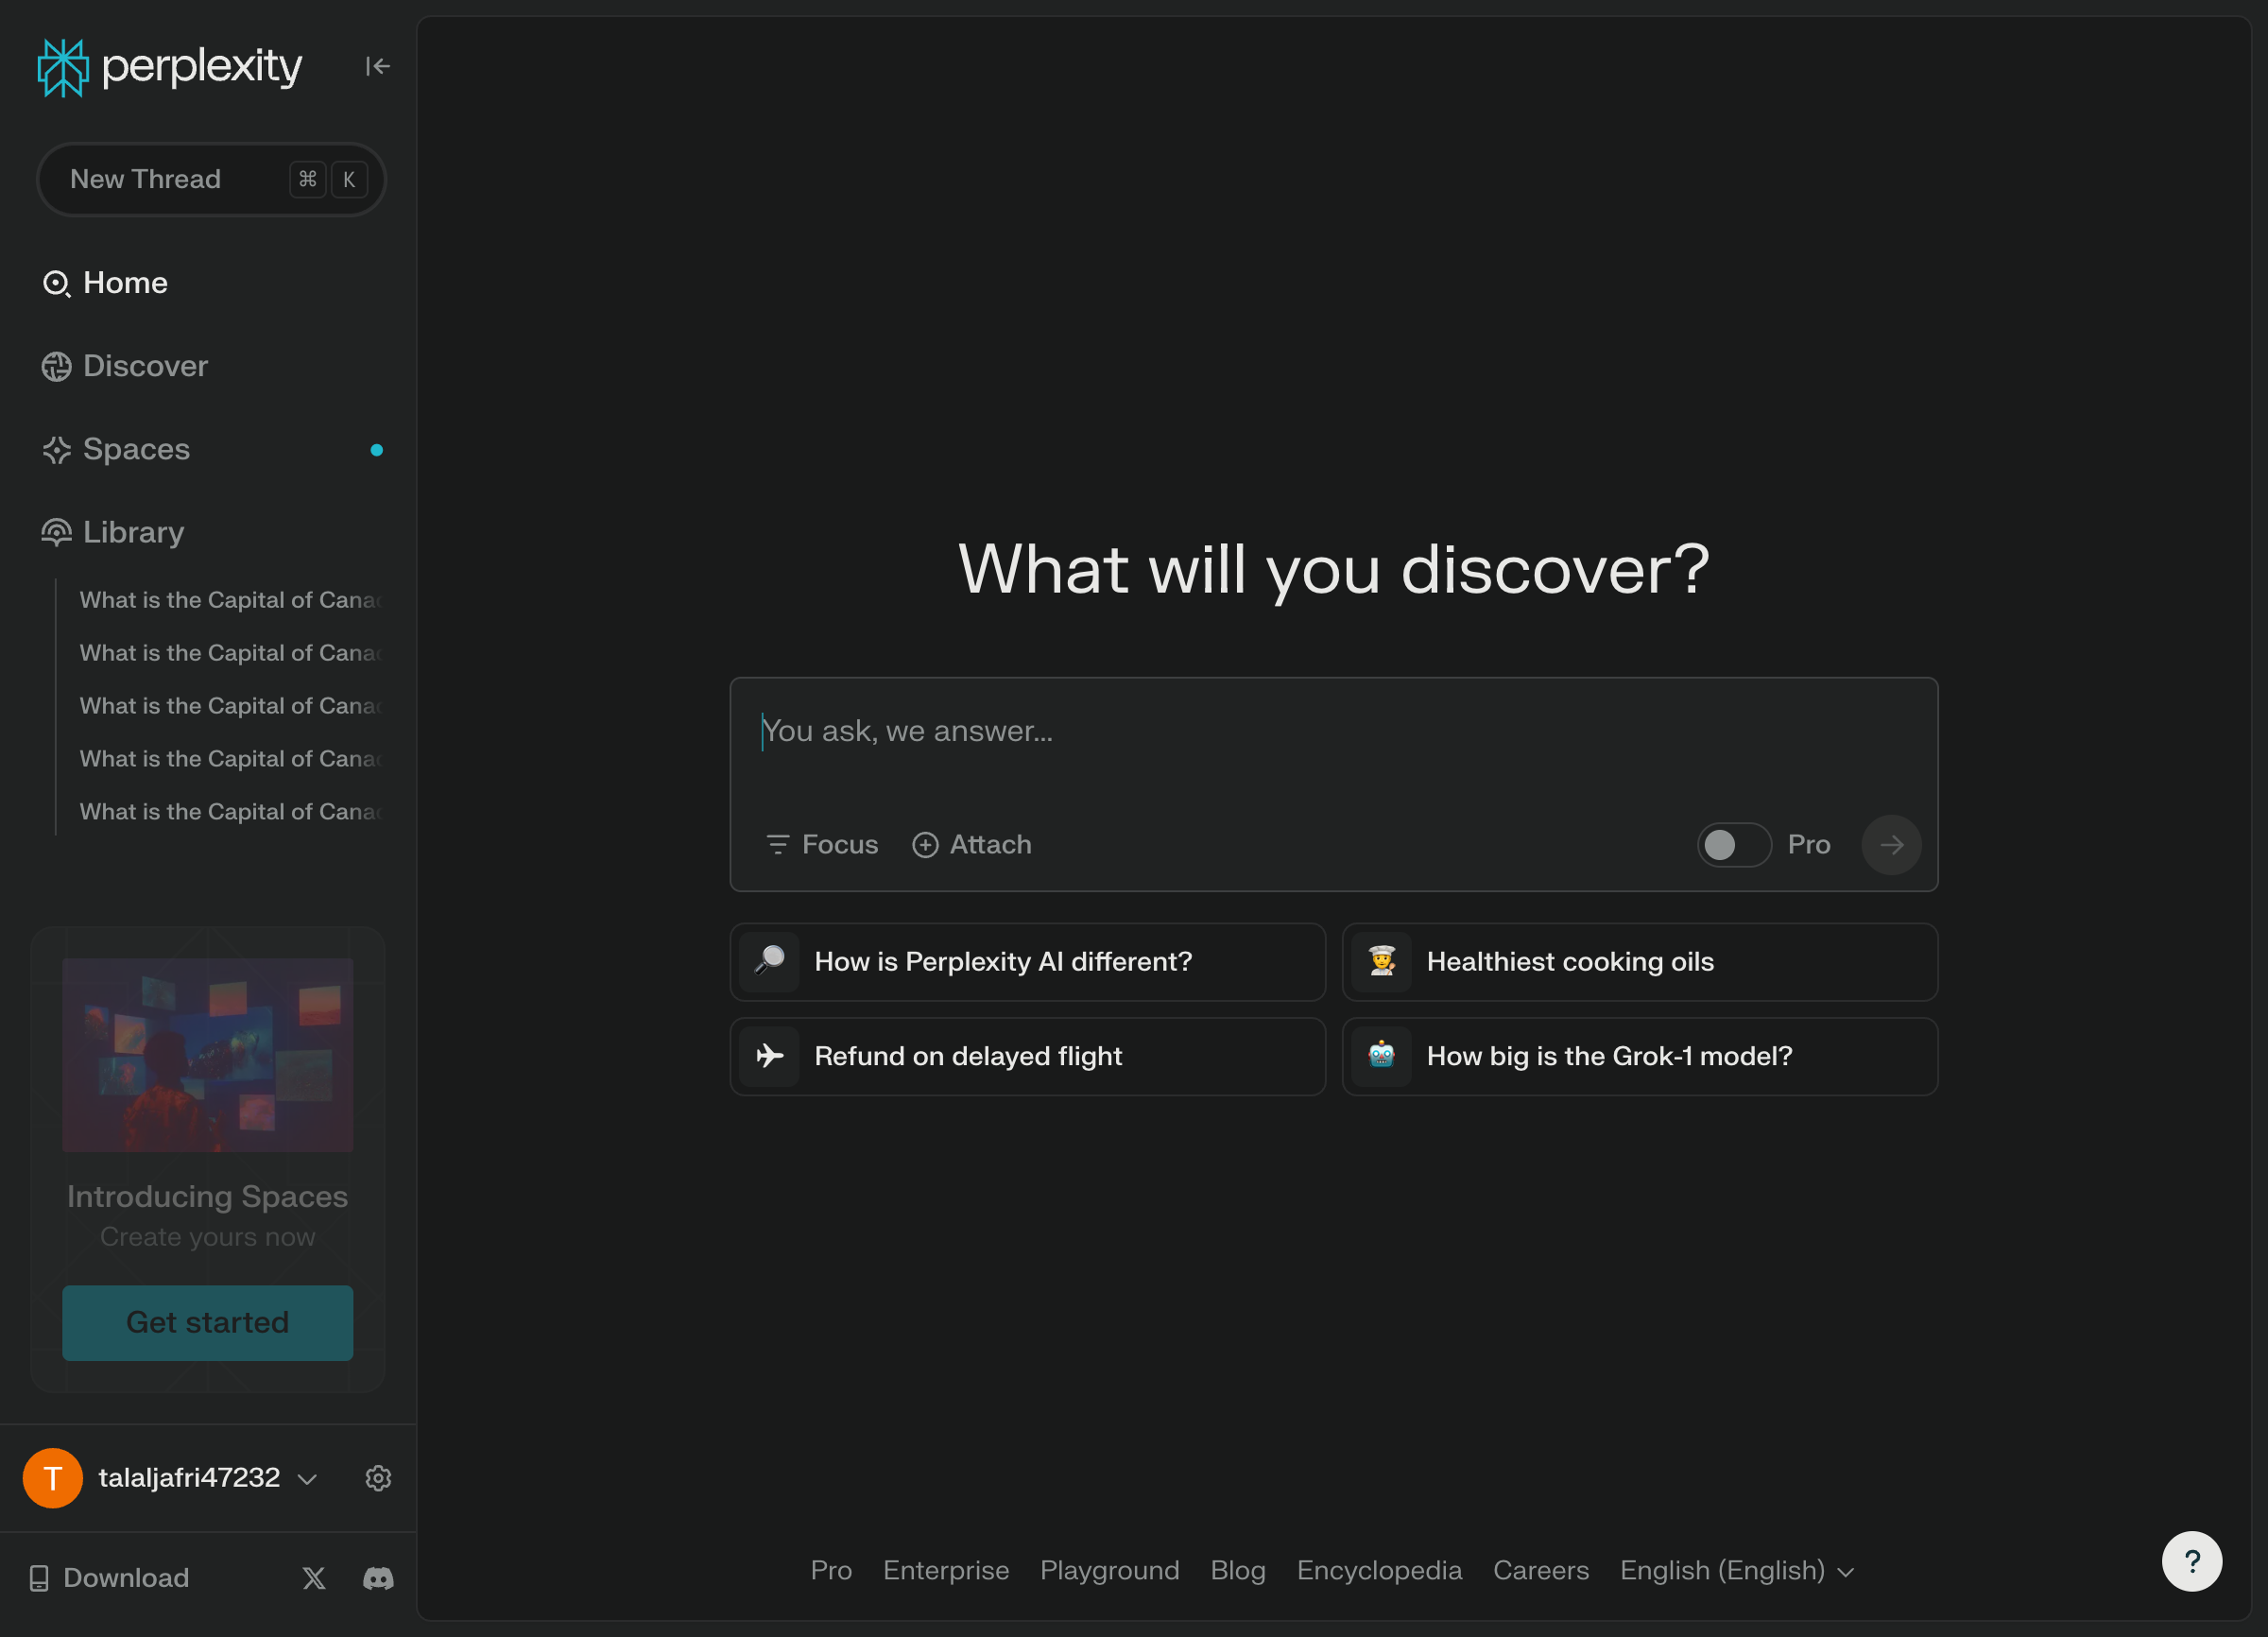 perplexity
New Thread ⌘ K
Home
Discover
Spaces
Library
What is the Capital of Cana
What is the Capital of Cana
What is the Capital of Cana
What is the Capital of Cana
What is the Capital of Cana
Introducing Spaces
Create yours now
Get started
T talaljafri47232
Download
What will you discover?
You ask, we answer...
Focus Attach Pro
How is Perplexity AI different?
Healthiest cooking oils
Refund on delayed flight
How big is the Grok-1 model?
Pro Enterprise Playground Blog Encyclopedia Careers English (English)
?